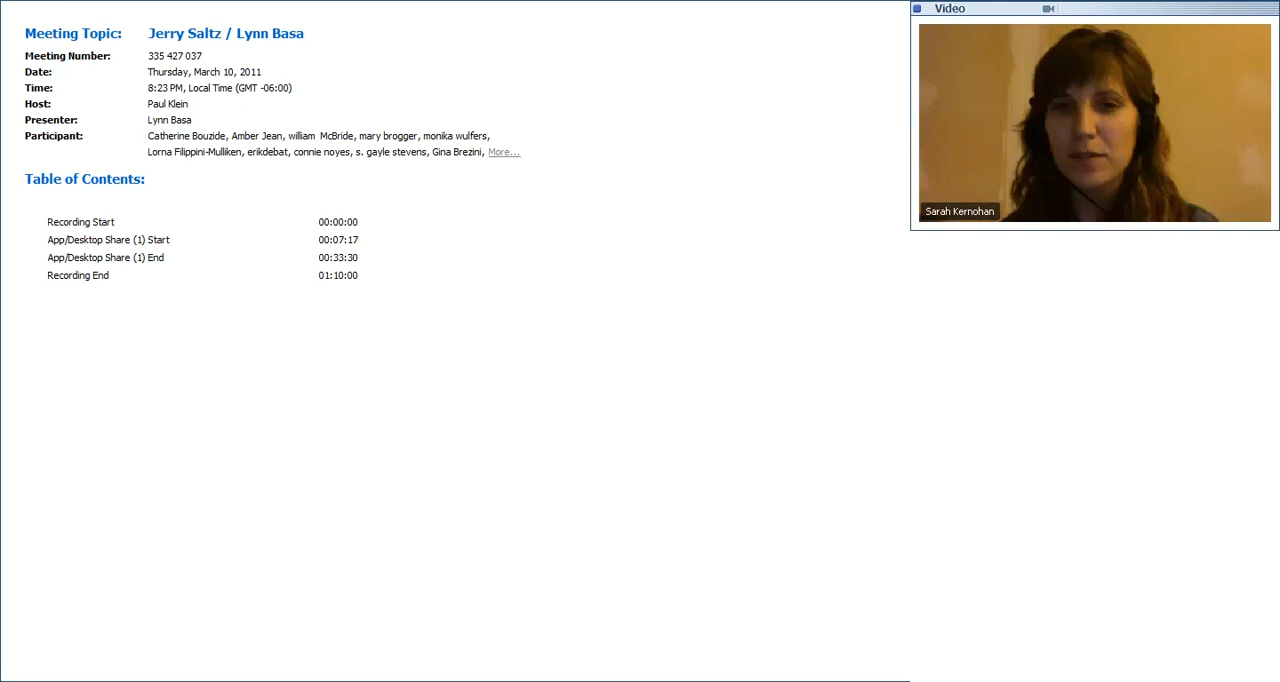 Meeting Topic: Jerry Saltz / Lynn Basa
Meeting Number: 335 427 037
Date: Thursday, March 10, 2011
Time: 8:23 PM, Local Time (GMT -06:00)
Host: Paul Klein
Presenter: Lynn Basa
Participant: Catherine Bouzide, Amber Jean, william McBride, mary brogger, monika wulfers,
Lorna Filippini-Mulliken, erikdebat, connie noyes, s. gayle stevens, Gina Brezini, More...
Table of Contents:
Recording Start 00:00:00
App/Desktop Share (1) Start 00:07:17
App/Desktop Share (1) End 00:33:30
Recording End 01:10:00
Video
Sarah Kernohan